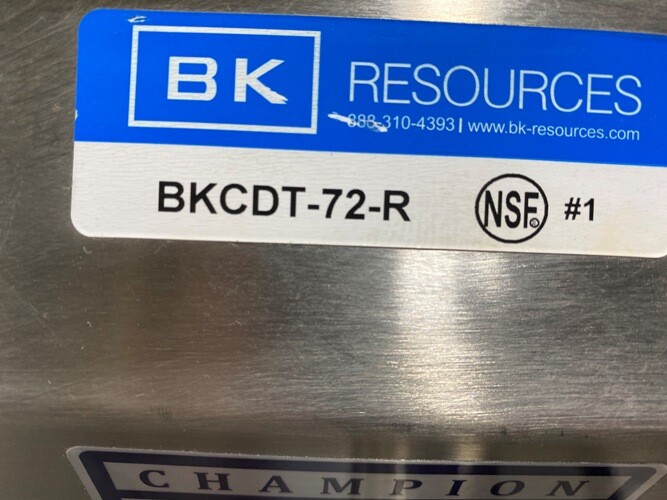 BK RESOURCES
888-310-4393 | www.bk-resources.com
BKCDT-72-R NSF® #1
CHAMPION